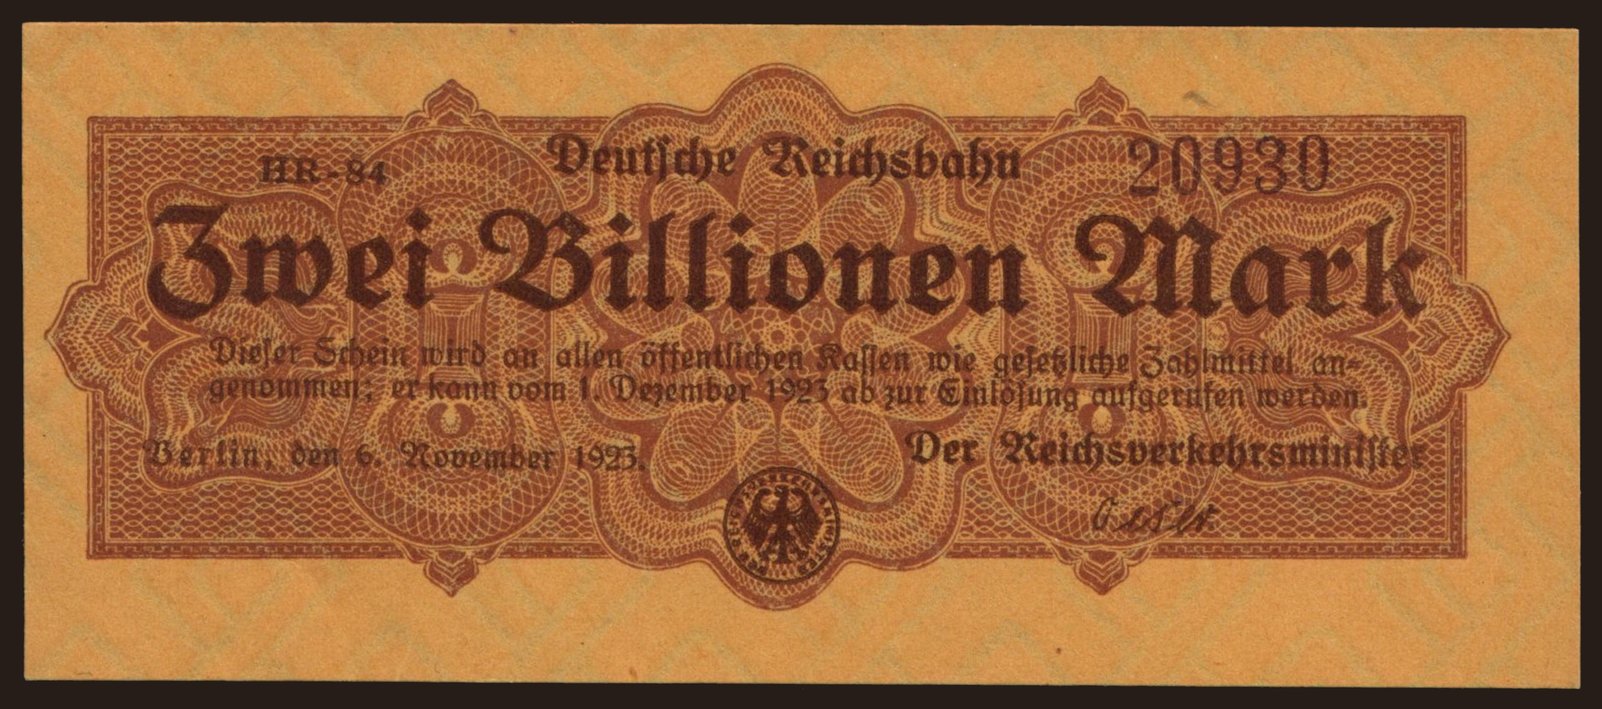 HR-84
Deutsche Reichsbahn
20930
Zwei Billionen Mark
Dieser Schein wird an allen öffentlichen Kassen wie gesetzliche Zahlmittel an-
genommen; er kann vom 1. Dezember 1923 ab zur Einlösung aufgerufen werden.
Berlin, den 6. November 1923.
Der Reichsverkehrsminister
Oeser